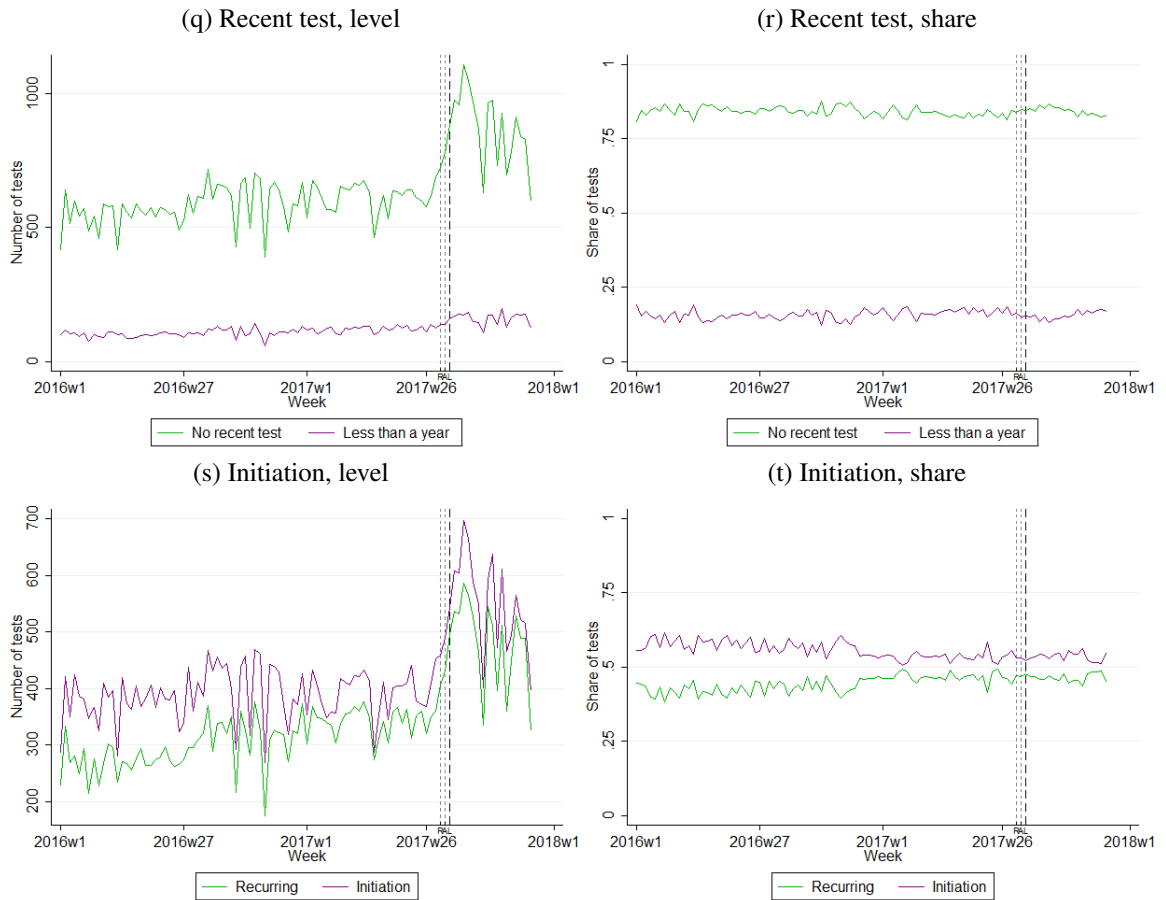 (q) Recent test, level
Number of tests
1000
500
0
2016w1 2016w27 2017w1 2017w26 2018w1
RAL
Week
No recent test Less than a year
(r) Recent test, share
Share of tests
1
.75
.5
.25
0
2016w1 2016w27 2017w1 2017w26 2018w1
RAL
Week
No recent test Less than a year
(s) Initiation, level
Number of tests
700
600
500
400
300
200
2016w1 2016w27 2017w1 2017w26 2018w1
RAL
Week
Recurring Initiation
(t) Initiation, share
Share of tests
1
.75
.5
.25
0
2016w1 2016w27 2017w1 2017w26 2018w1
RAL
Week
Recurring Initiation